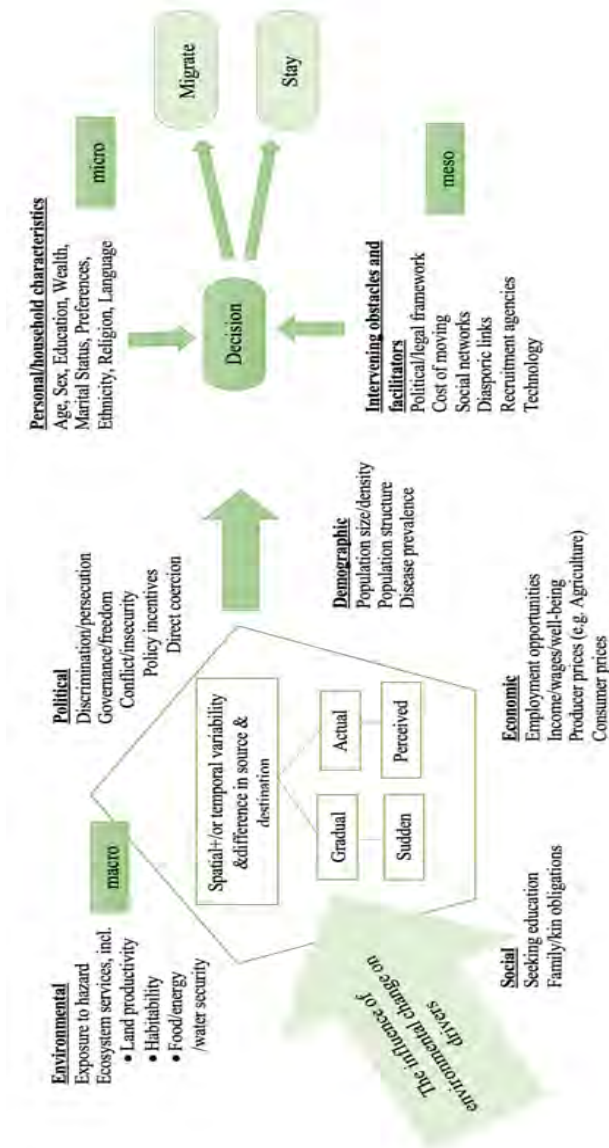 Environmental
Exposure to hazard
Ecosystem services, incl.
• Land productivity
• Habitability
• Food/energy
/water security
macro
Political
Discrimination/persecution
Governance/freedom
Conflict/insecurity
Policy incentives
Direct coercion
Spatial+/or temporal variability
&difference in source &
destination
Gradual
Actual
Sudden
Perceived
The influence of
environmental change on
drivers
Social
Seeking education
Family/kin obligations
Economic
Employment opportunities
Income/wages/well-being
Producer prices (e.g. Agriculture)
Consumer prices
Demographic
Population size/density
Population structure
Disease prevalence
Personal/household characteristics
Age, Sex, Education, Wealth,
Marital Status, Preferences,
Ethnicity, Religion, Language
micro
Decision
Migrate
Stay
Intervening obstacles and
facilitators
Political/legal framework
Cost of moving
Social networks
Diasporic links
Recruitment agencies
Technology
meso